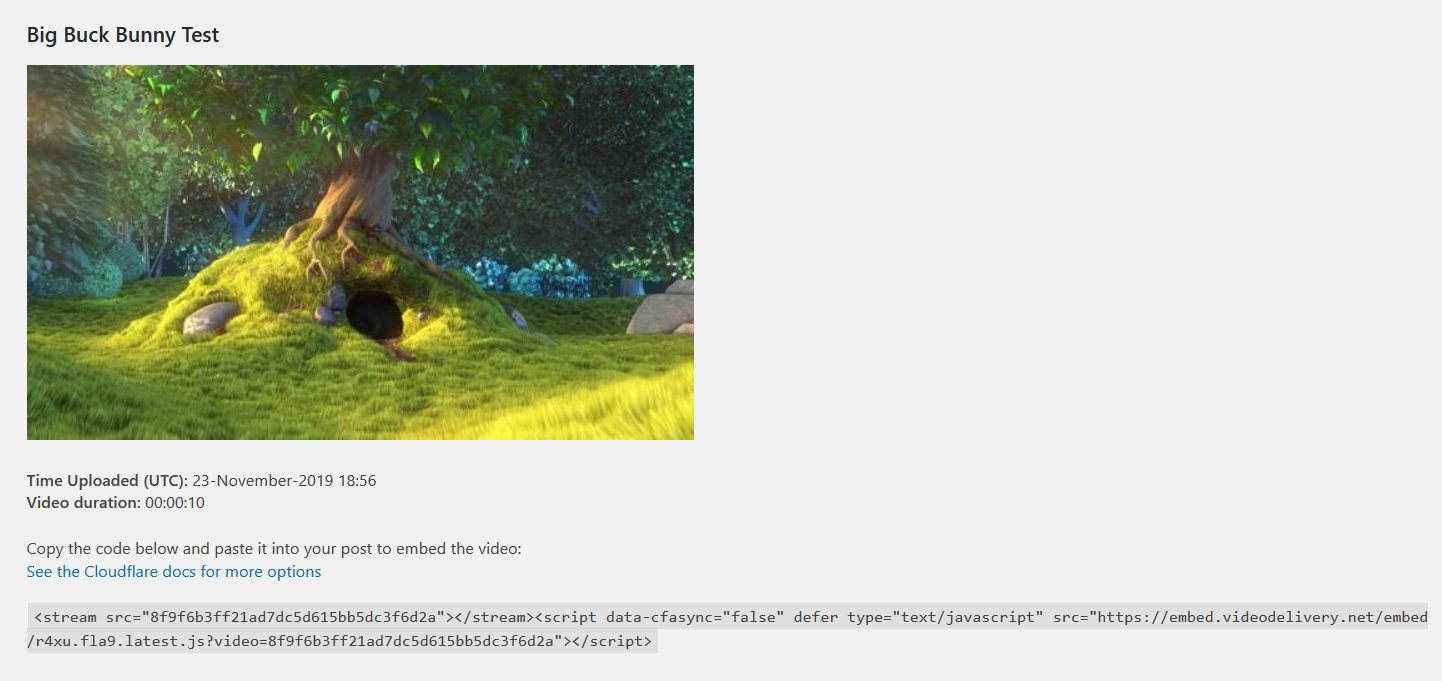 Big Buck Bunny Test
Time Uploaded (UTC): 23-November-2019 18:56
Video duration: 00:00:10
Copy the code below and paste it into your post to embed the video:
See the Cloudflare docs for more options
<stream src="8f9f6b3ff21ad7dc5d615bb5dc3f6d2a"></stream><script data-cfasync="false" defer type="text/javascript" src="https://embed.videodelivery.net/embed
/r4xu.fla9.latest.js?video=8f9f6b3ff21ad7dc5d615bb5dc3f6d2a"></script>